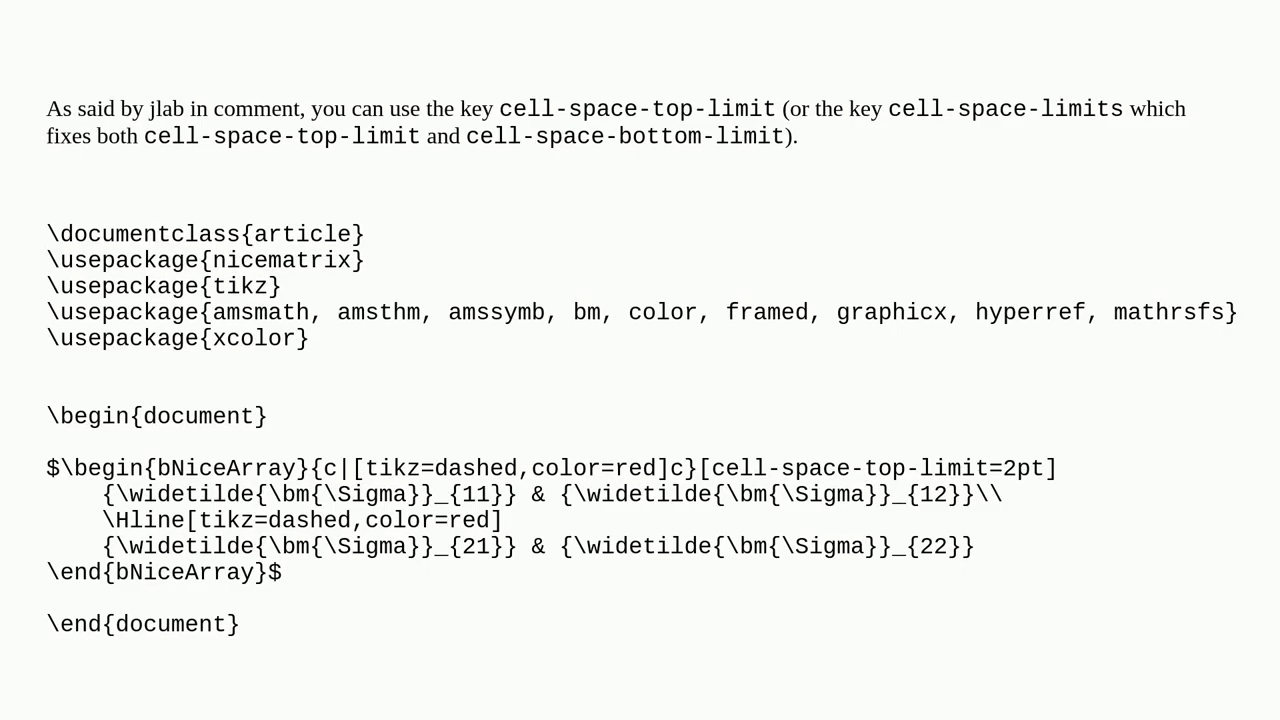 As said by jlab in comment, you can use the key cell-space-top-limit (or the key cell-space-limits which
fixes both cell-space-top-limit and cell-space-bottom-limit).
\documentclass{article}
\usepackage{nicematrix}
\usepackage{tikz}
\usepackage{amsmath, amsthm, amssymb, bm, color, framed, graphicx, hyperref, mathrsfs}
\usepackage{xcolor}
\begin{document}
$\begin{bNiceArray}{c|[tikz=dashed,color=red]c}[cell-space-top-limit=2pt]
    {\widetilde{\bm{\Sigma}}_{11}} & {\widetilde{\bm{\Sigma}}_{12}}\\
    \Hline[tikz=dashed,color=red]
    {\widetilde{\bm{\Sigma}}_{21}} & {\widetilde{\bm{\Sigma}}_{22}}
\end{bNiceArray}$
\end{document}